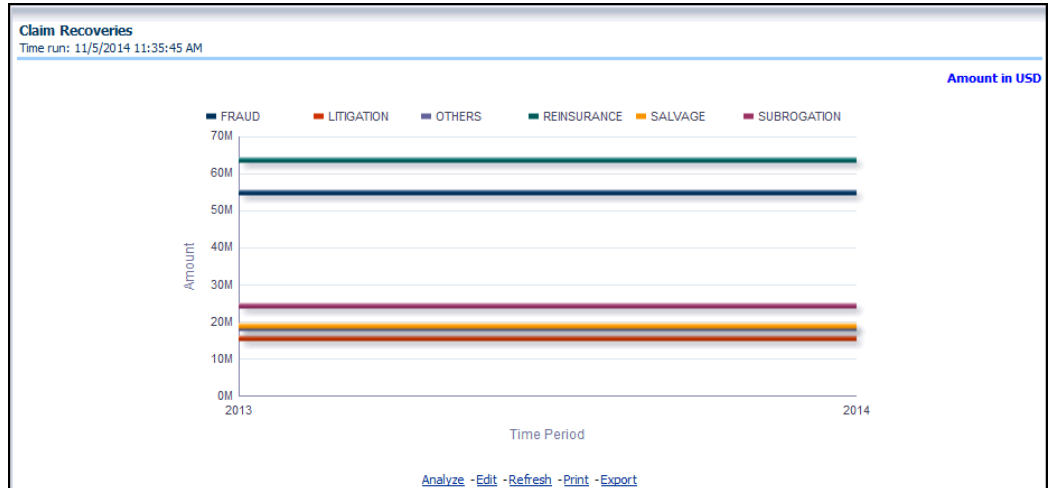 Claim Recoveries
Time run: 11/5/2014 11:35:45 AM
Amount in USD
FRAUD LITIGATION OTHERS REINSURANCE SALVAGE SUBROGATION
70M
60M
50M
40M
30M
20M
10M
0M
Amount
2013 2014
Time Period
Analyze - Edit - Refresh - Print - Export